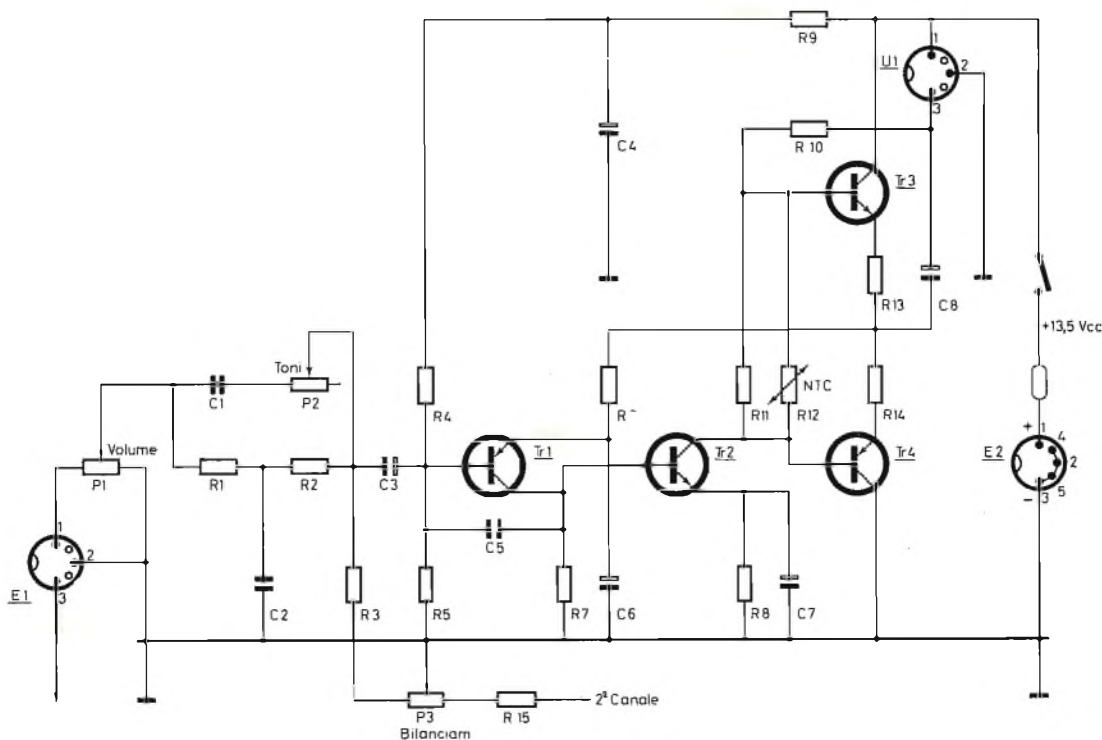 R9
1
U1
2
3
C4
R 10
Tr3
R13
C8
+13,5 Vcc
Toni
C1
P2
R4
R
R11
NTC
R12
R14
Volume
P1
R1
R2
C3
Tr1
Tr2
Tr4
+ 1
4
E2
2
5
- 3
1
2
E1
3
C5
C2
R3
R5
R7
C6
R8
C7
P3
R 15
2° Canale
Bilanciam